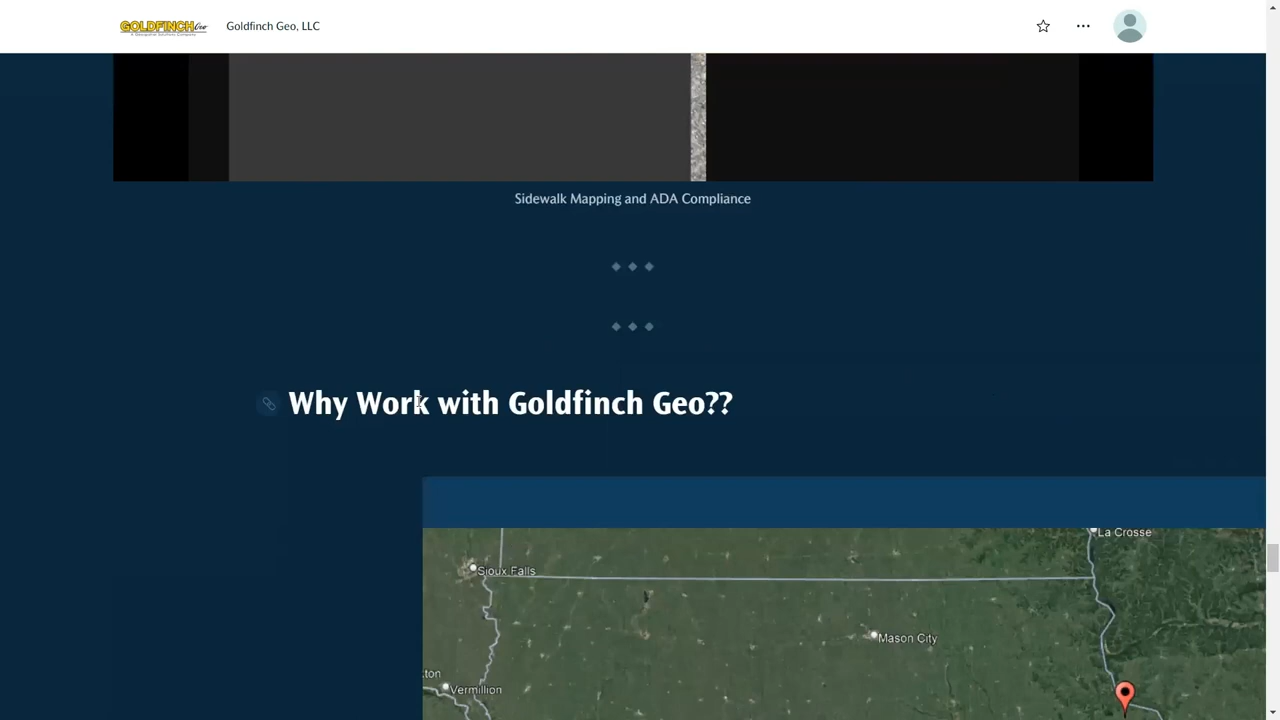 GOLDFINCH Geo
A Geospatial Solutions Company
Goldfinch Geo, LLC
Sidewalk Mapping and ADA Compliance
Why Work with Goldfinch Geo??
La Crosse
Sioux Falls
Mason City
ton
Vermillion